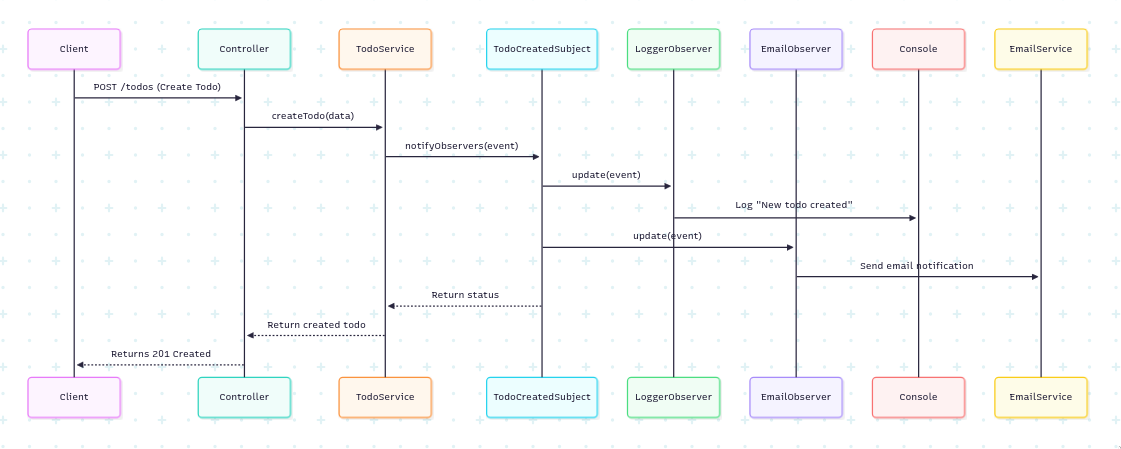 Client
Controller
TodoService
TodoCreatedSubject
LoggerObserver
EmailObserver
Console
EmailService
POST /todos (Create Todo)
createTodo(data)
notifyObservers(event)
update(event)
Log "New todo created"
update(event)
Send email notification
Return status
Return created todo
Returns 201 Created
Client
Controller
TodoService
TodoCreatedSubject
LoggerObserver
EmailObserver
Console
EmailService